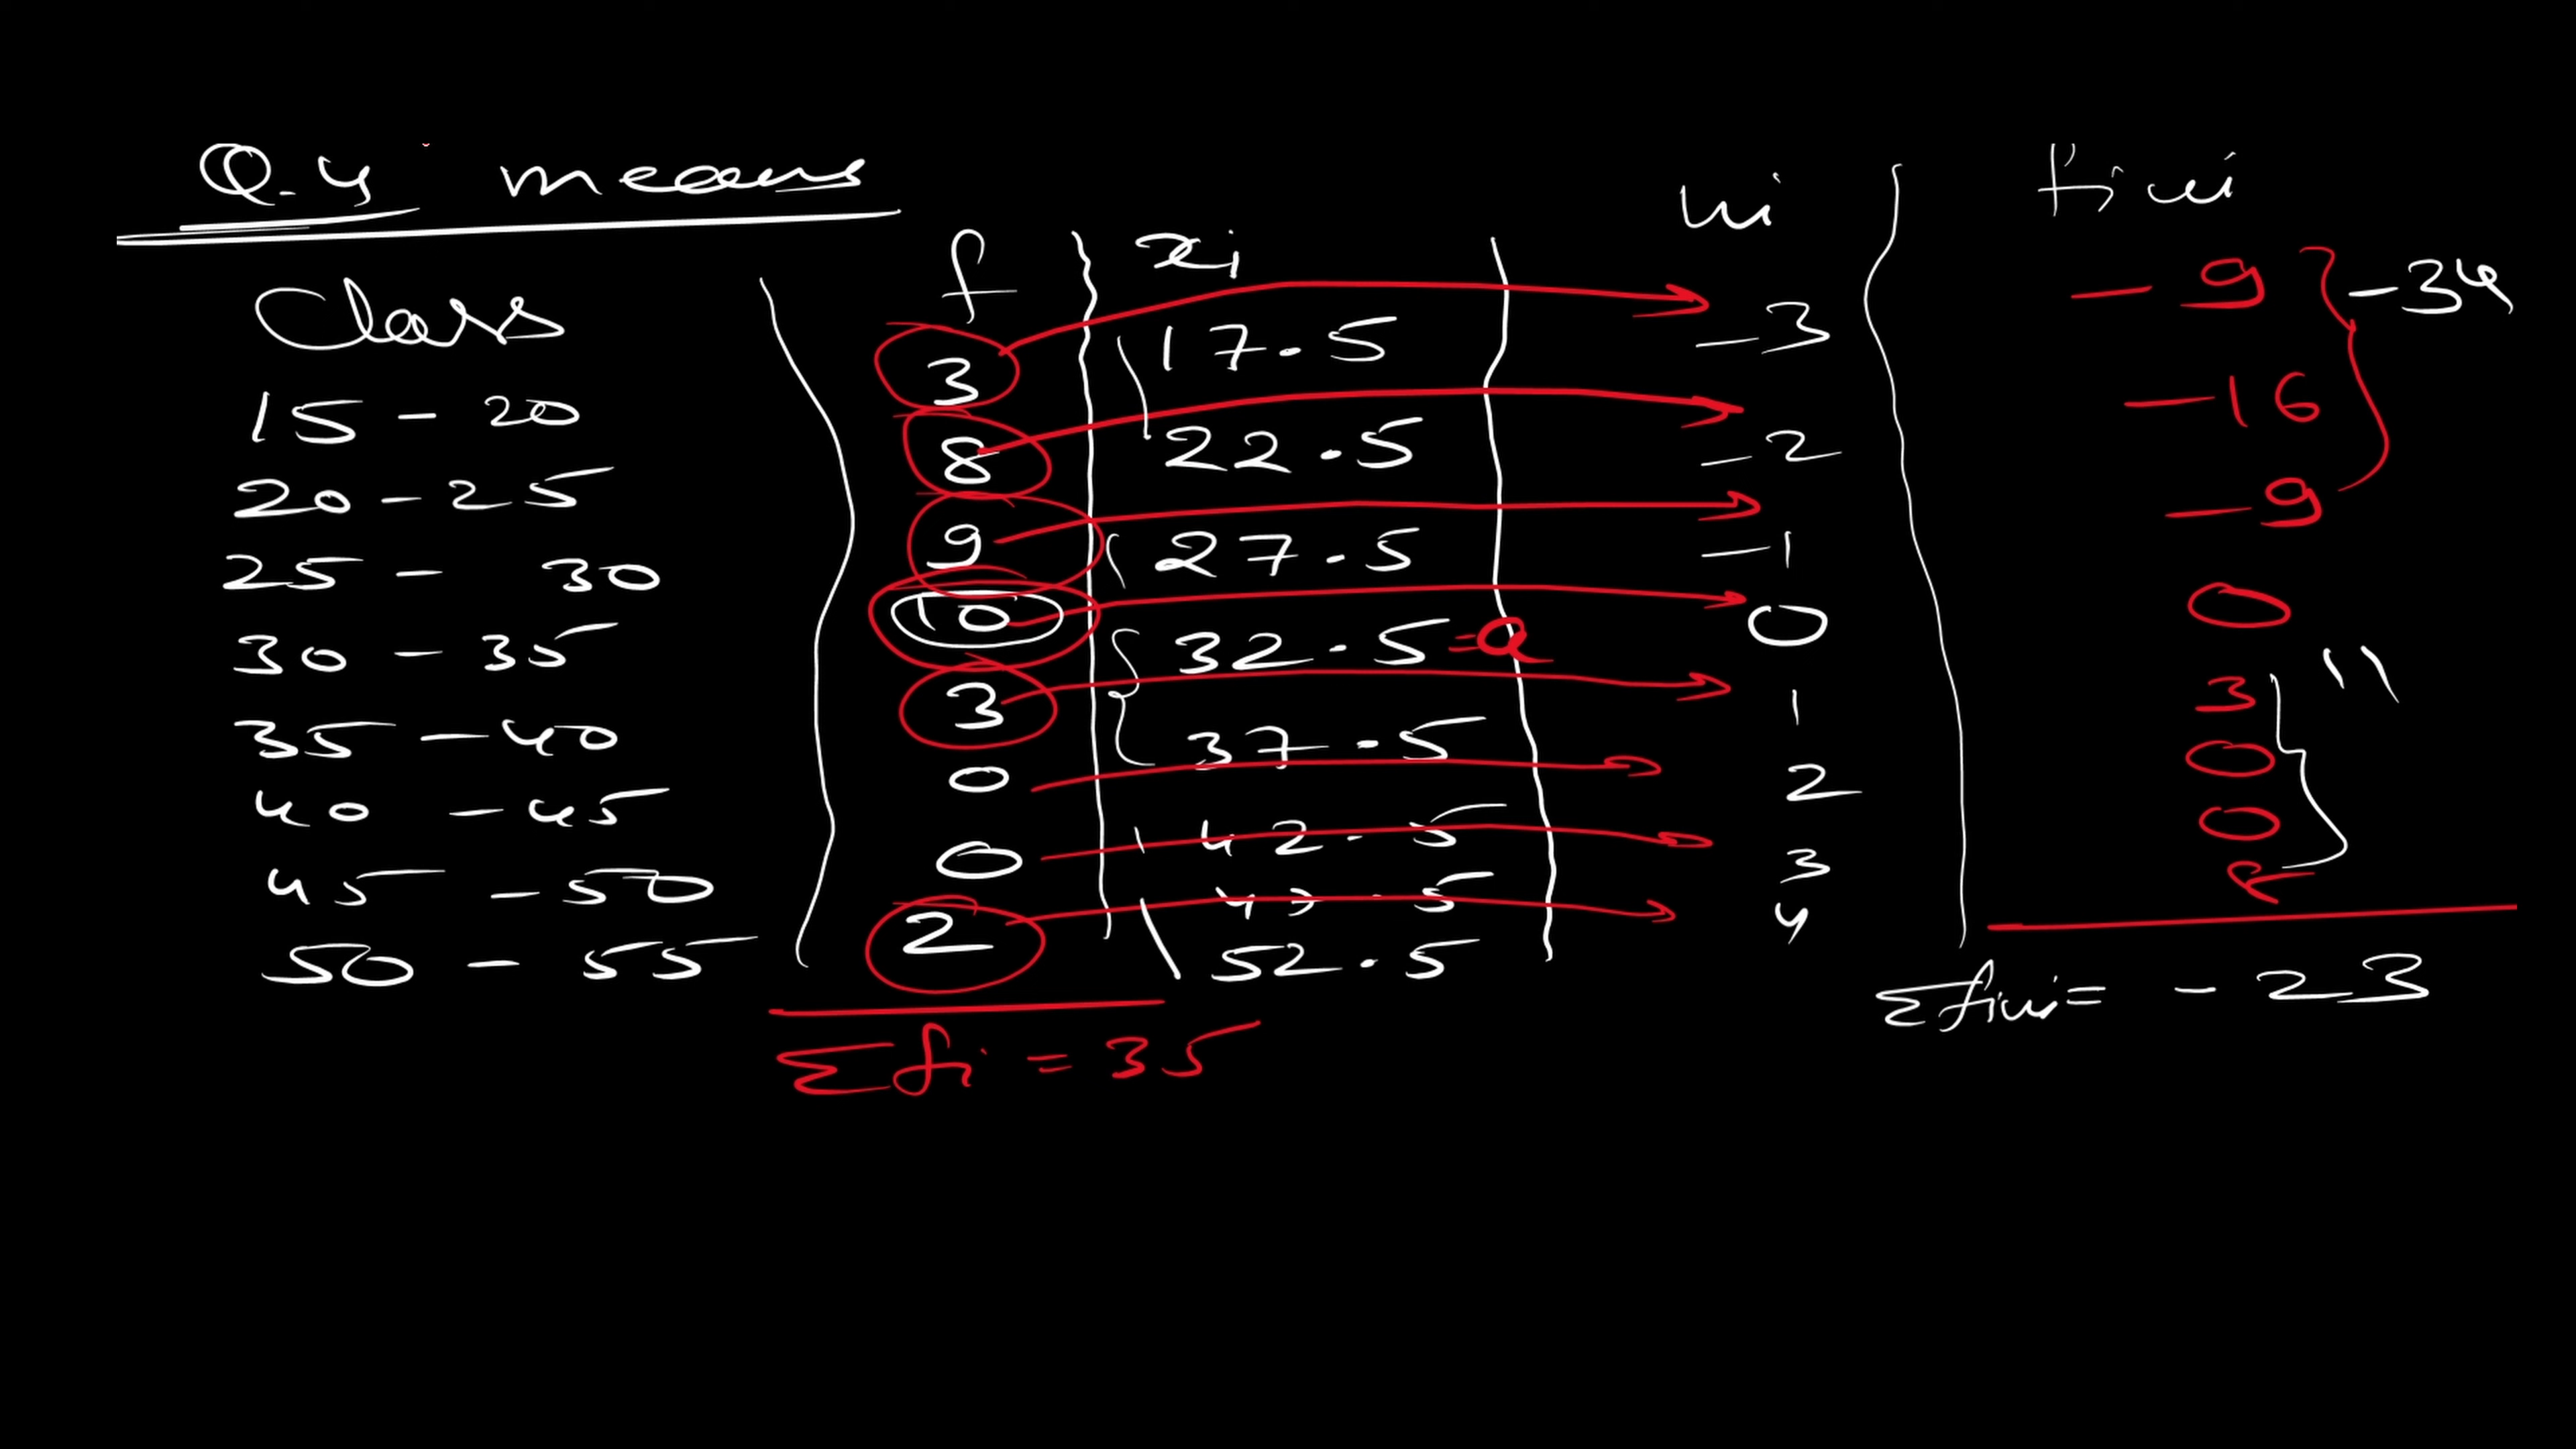 Q.4 means
Class f xi ui fiui
15 - 20 3 17.5 -3 -9 -34
20 - 25 8 22.5 -2 -16
25 - 30 9 27.5 -1 -9
30 - 35 10 32.5 = a 0 0
35 - 40 3 37.5 1 3 11
40 - 45 0 42.5 2 0
45 - 50 0 47.5 3 0
50 - 55 2 52.5 4
Σfi = 35 Σfiui = -23